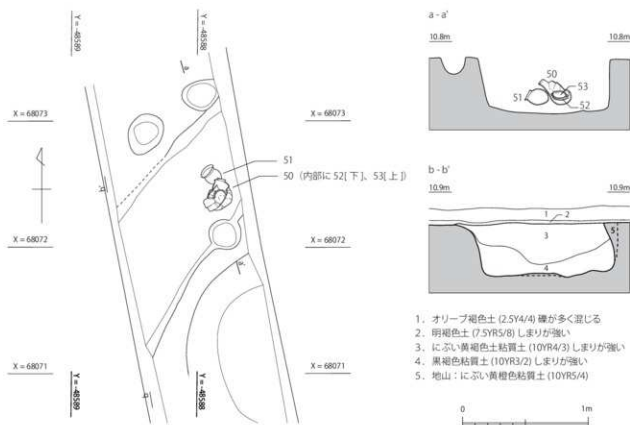 Y = -48589
Y = -48588
a
X = 68073
X = 68073
51
50(内部に 52[ 下 ]、53[ 上 ])
b
X = 68072
X = 68072
a'
X = 68071
X = 68071
b'
Y = -48589
Y = -48588
a - a'
10.8m
10.8m
50
53
51
52
b - b'
10.9m
10.9m
1
2
3
5
4
1. オリーブ褐色土 (2.5Y4/4) 礫が多く混じる
2. 明褐色土 (7.5YR5/8) しまりが強い
3. にぶい黄褐色土粘質土 (10YR4/3) しまりが強い
4. 黒褐色粘質土 (10YR3/2) しまりが強い
5. 地山:にぶい黄橙色粘質土 (10YR5/4)
0
1m